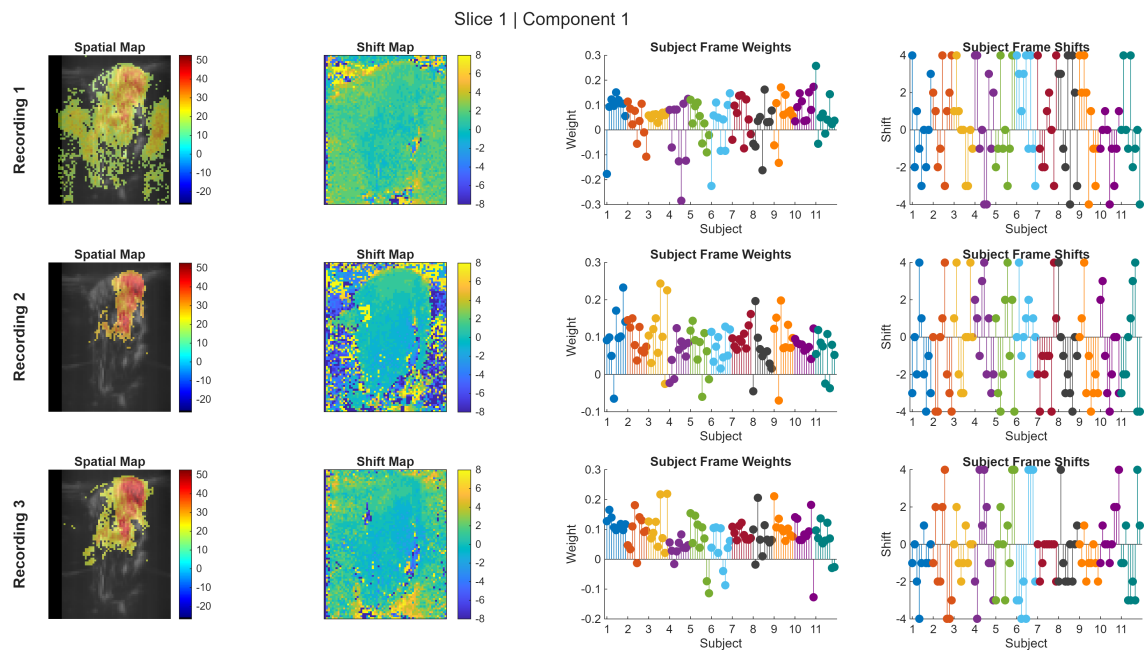 Slice 1 | Component 1
Recording 1
Spatial Map
50
40
30
20
10
0
-10
-20
Shift Map
8
6
4
2
0
-2
-4
-6
-8
Subject Frame Weights
Weight
0.3
0.2
0.1
0
-0.1
-0.2
-0.3
1 2 3 4 5 6 7 8 9 10 11
Subject
Subject Frame Shifts
Shift
4
2
0
-2
-4
1 2 3 4 5 6 7 8 9 10 11
Subject
Recording 2
Spatial Map
50
40
30
20
10
0
-10
-20
Shift Map
8
6
4
2
0
-2
-4
-6
-8
Subject Frame Weights
Weight
0.3
0.2
0.1
0
-0.1
1 2 3 4 5 6 7 8 9 10 11
Subject
Subject Frame Shifts
Shift
4
2
0
-2
-4
1 2 3 4 5 6 7 8 9 10 11
Subject
Recording 3
Spatial Map
50
40
30
20
10
0
-10
-20
Shift Map
8
6
4
2
0
-2
-4
-6
-8
Subject Frame Weights
Weight
0.3
0.2
0.1
0
-0.1
-0.2
1 2 3 4 5 6 7 8 9 10 11
Subject
Subject Frame Shifts
Shift
4
2
0
-2
-4
1 2 3 4 5 6 7 8 9 10 11
Subject